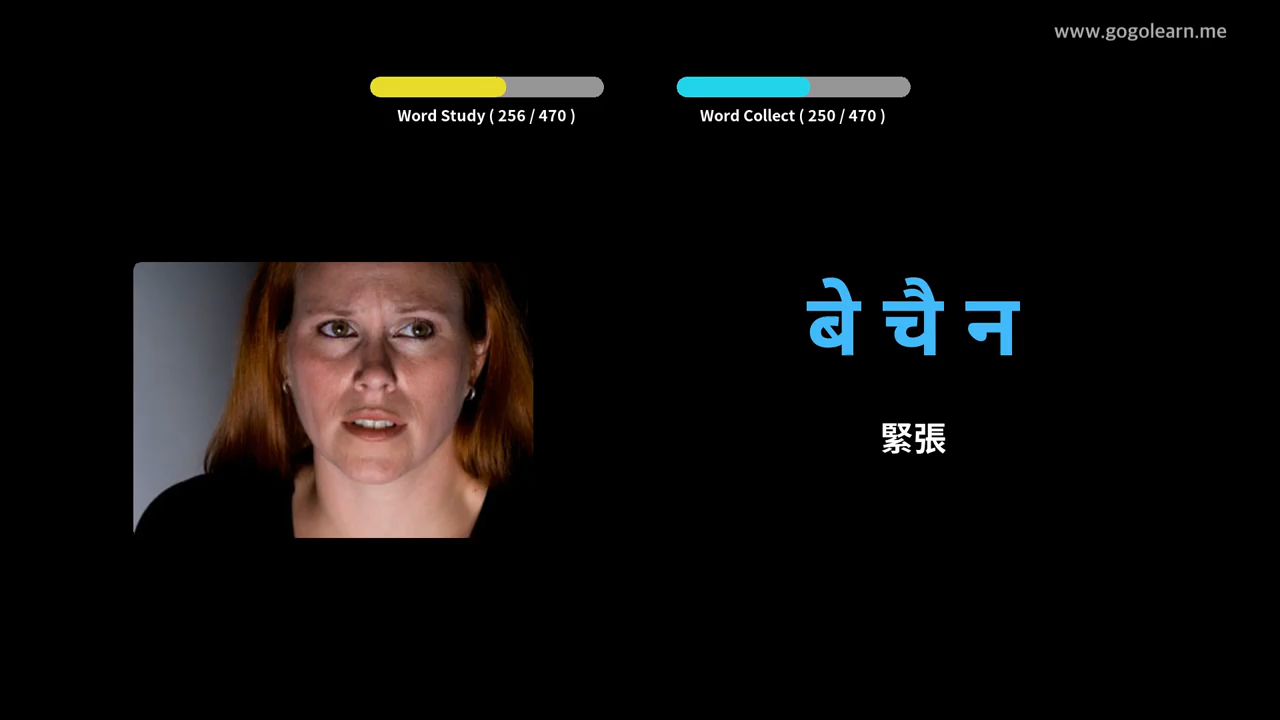 www.gogolearn.me
Word Study ( 256 / 470 )
Word Collect ( 250 / 470 )
बे चै न
緊張